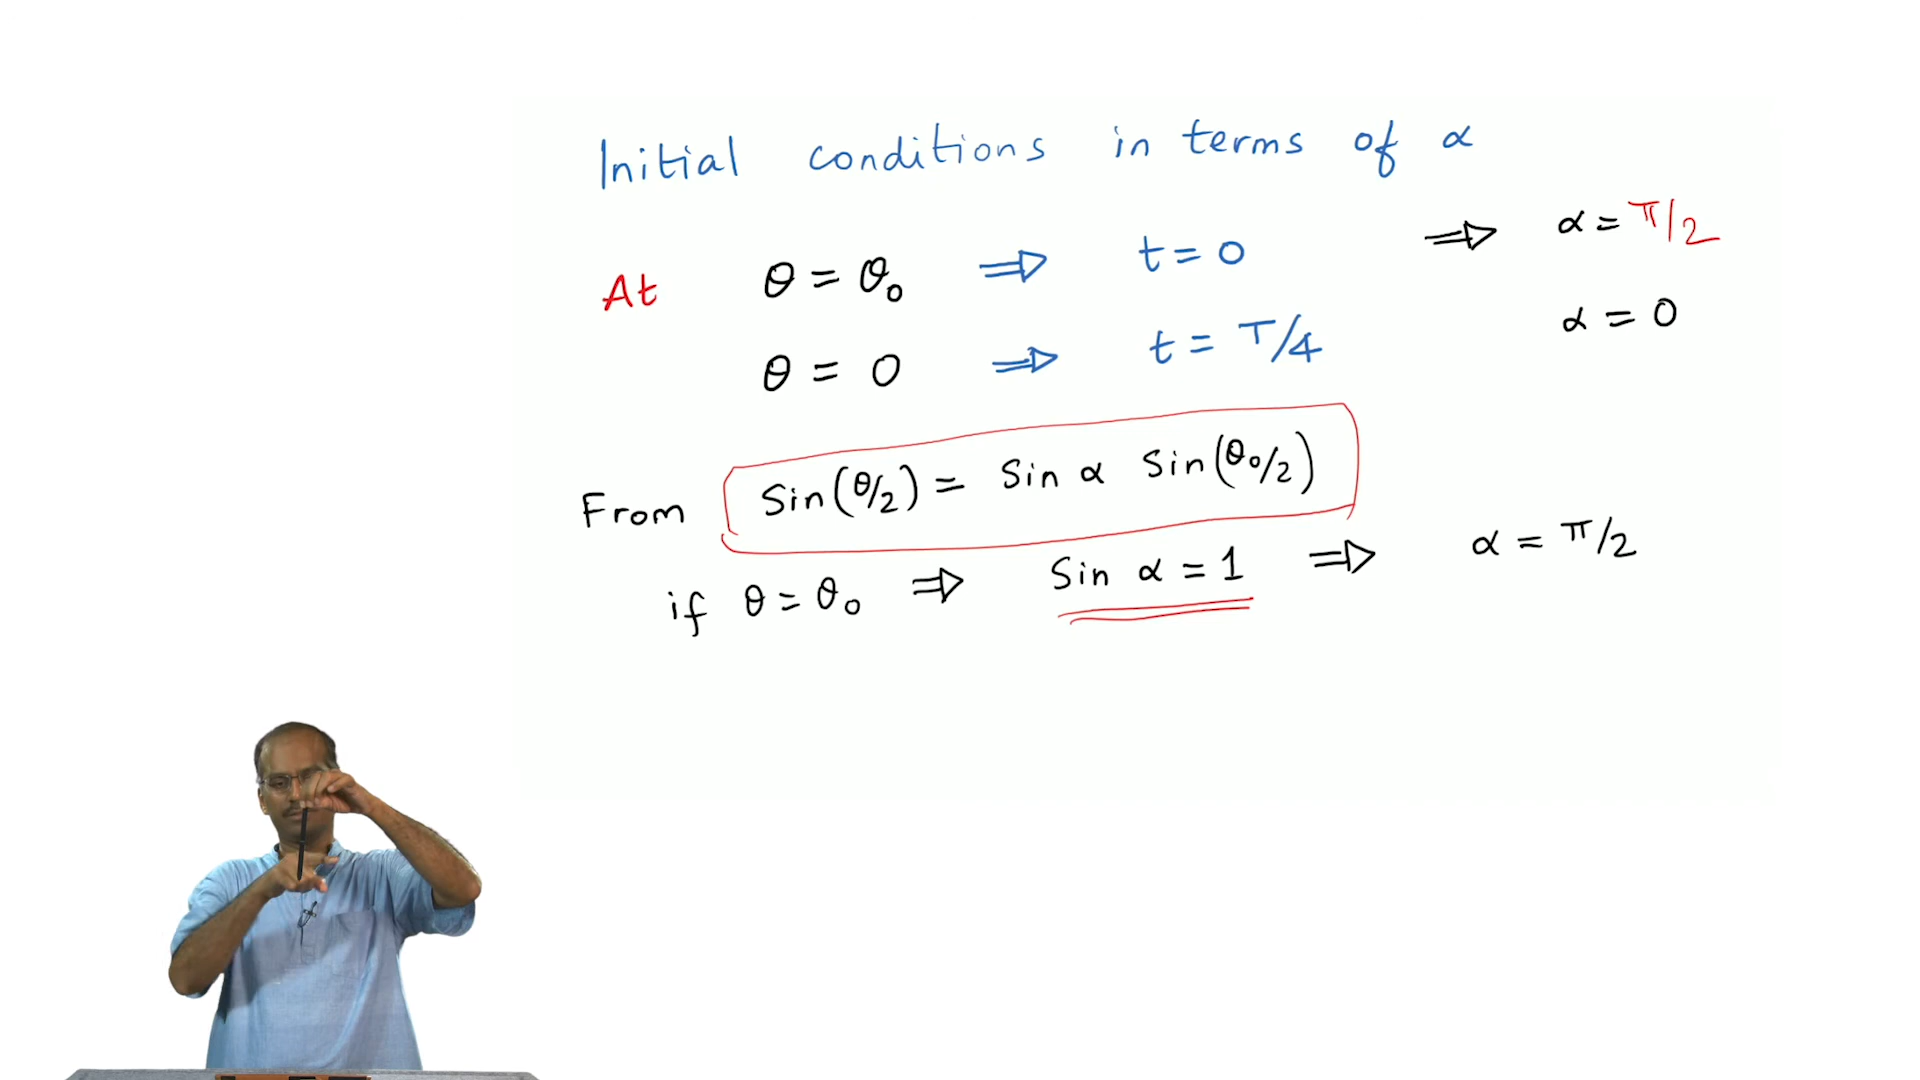 Initial conditions in terms of α
At θ = θ₀ ⇒ t = 0 ⇒ α = π/2
θ = 0 ⇒ t = T/4 α = 0
From Sin(θ/2) = Sin α Sin(θ₀/2)
if θ = θ₀ ⇒ Sin α = 1 ⇒ α = π/2